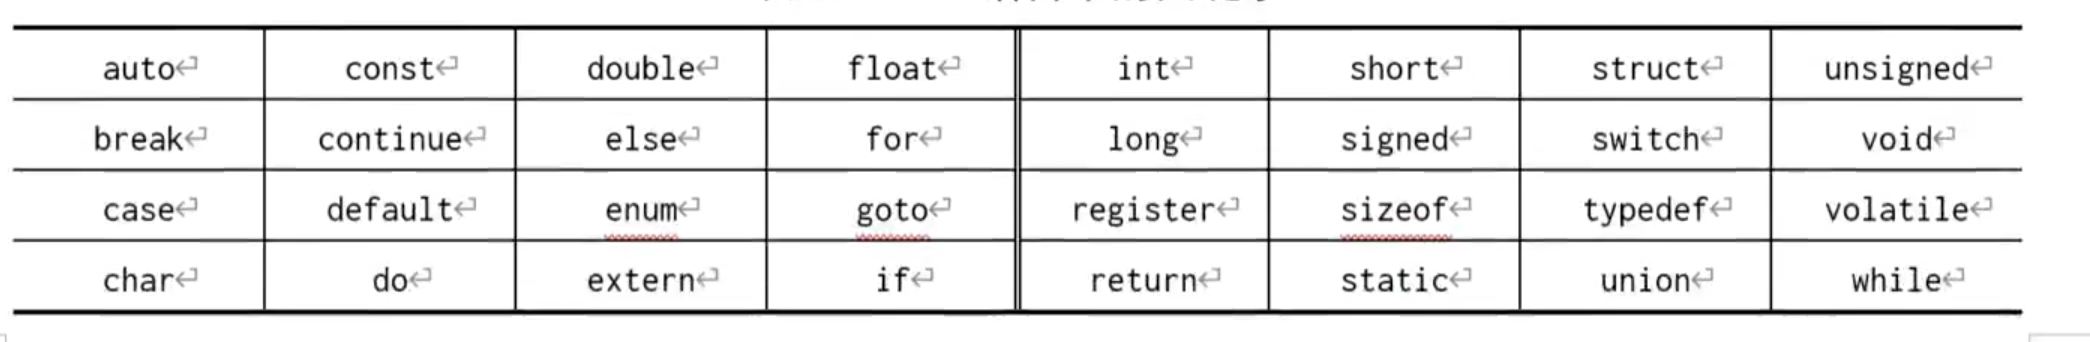 auto const double float int short struct unsigned
break continue else for long signed switch void
case default enum goto register sizeof typedef volatile
char do extern if return static union while